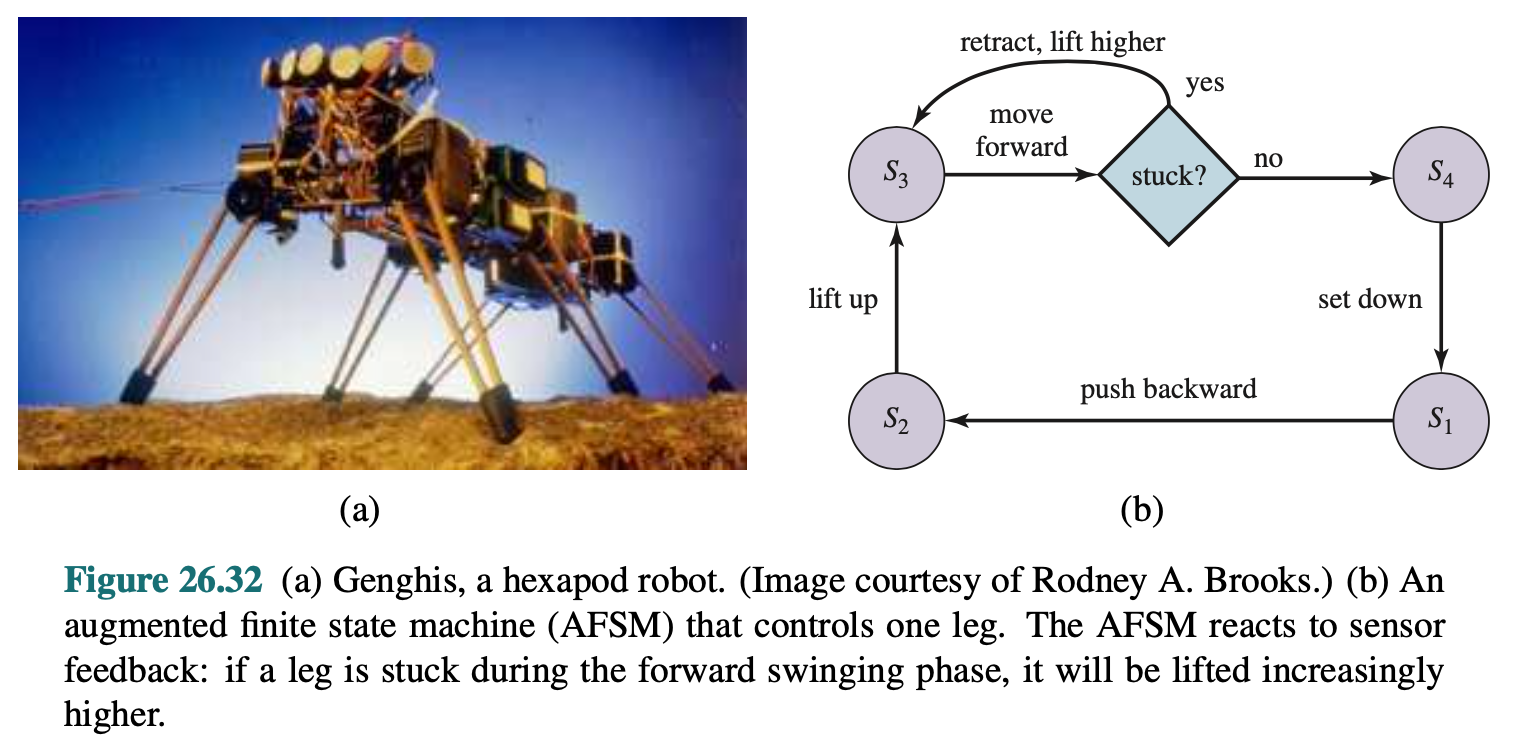 retract, lift higher
yes
move
forward
S3
stuck?
no
S4
lift up
set down
push backward
S2
S1
(a)
(b)
Figure 26.32 (a) Genghis, a hexapod robot. (Image courtesy of Rodney A. Brooks.) (b) An
augmented finite state machine (AFSM) that controls one leg. The AFSM reacts to sensor
feedback: if a leg is stuck during the forward swinging phase, it will be lifted increasingly
higher.